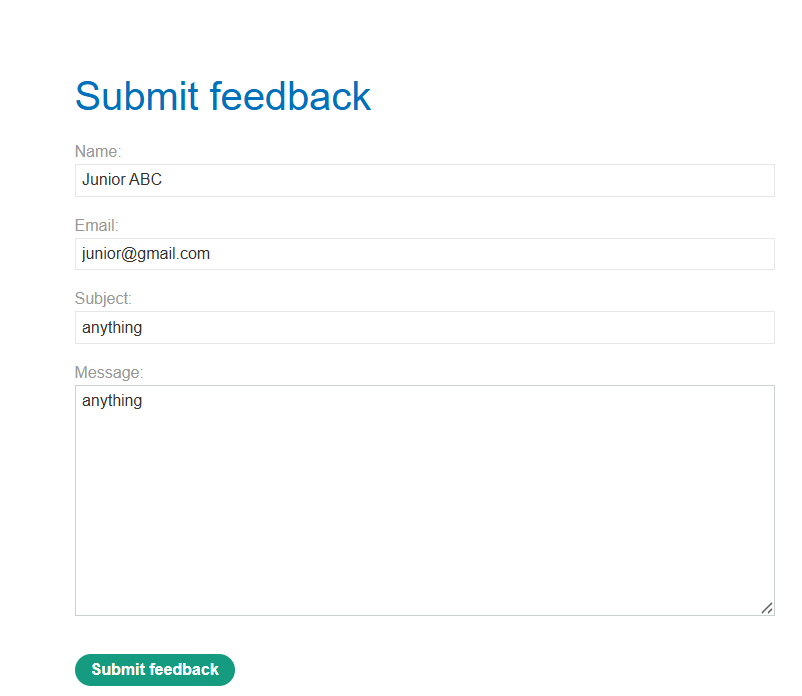 Submit feedback
Name:
Junior ABC
Email:
junior@gmail.com
Subject:
anything
Message:
anything
Submit feedback